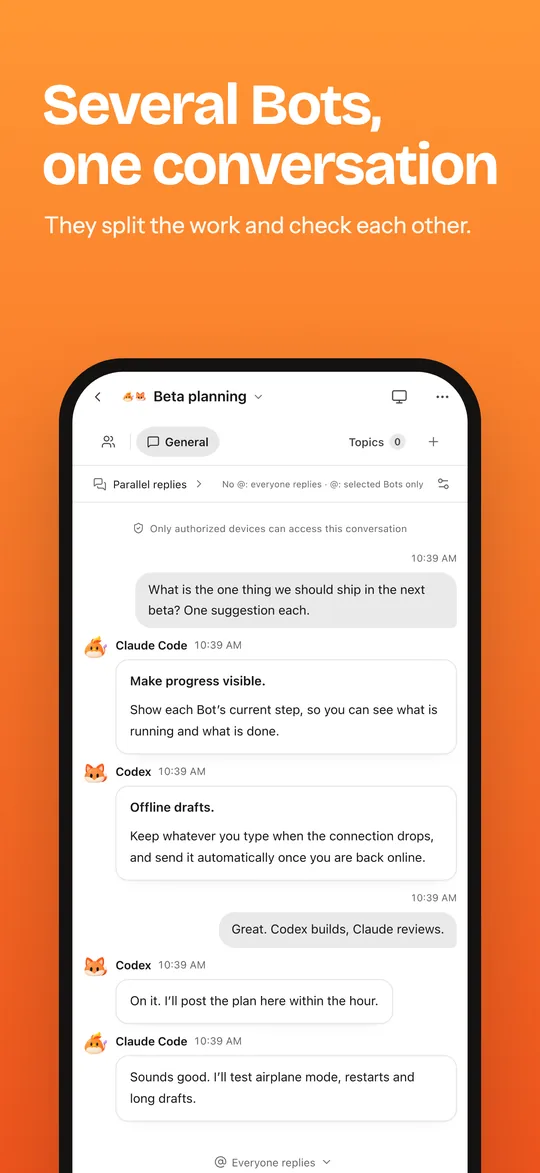 Several Bots,
one conversation
They split the work and check each other.
Beta planning
General
Topics 0
Parallel replies
No @: everyone replies · @: selected Bots only
Only authorized devices can access this conversation
10:39 AM
What is the one thing we should ship in the next
beta? One suggestion each.
Claude Code 10:39 AM
Make progress visible.
Show each Bot’s current step, so you can see what is
running and what is done.
Codex 10:39 AM
Offline drafts.
Keep whatever you type when the connection drops,
and send it automatically once you are back online.
10:39 AM
Great. Codex builds, Claude reviews.
Codex 10:39 AM
On it. I’ll post the plan here within the hour.
Claude Code 10:39 AM
Sounds good. I’ll test airplane mode, restarts and
long drafts.
@ Everyone replies